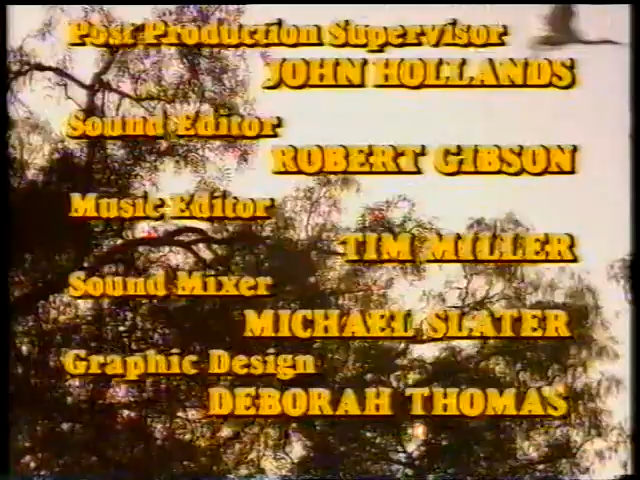 Post Production Supervisor
JOHN HOLLANDS
Sound Editor
ROBERT GIBSON
Music Editor
TIM MILLER
Sound Mixer
MICHAEL SLATER
Graphic Design
DEBORAH THOMAS